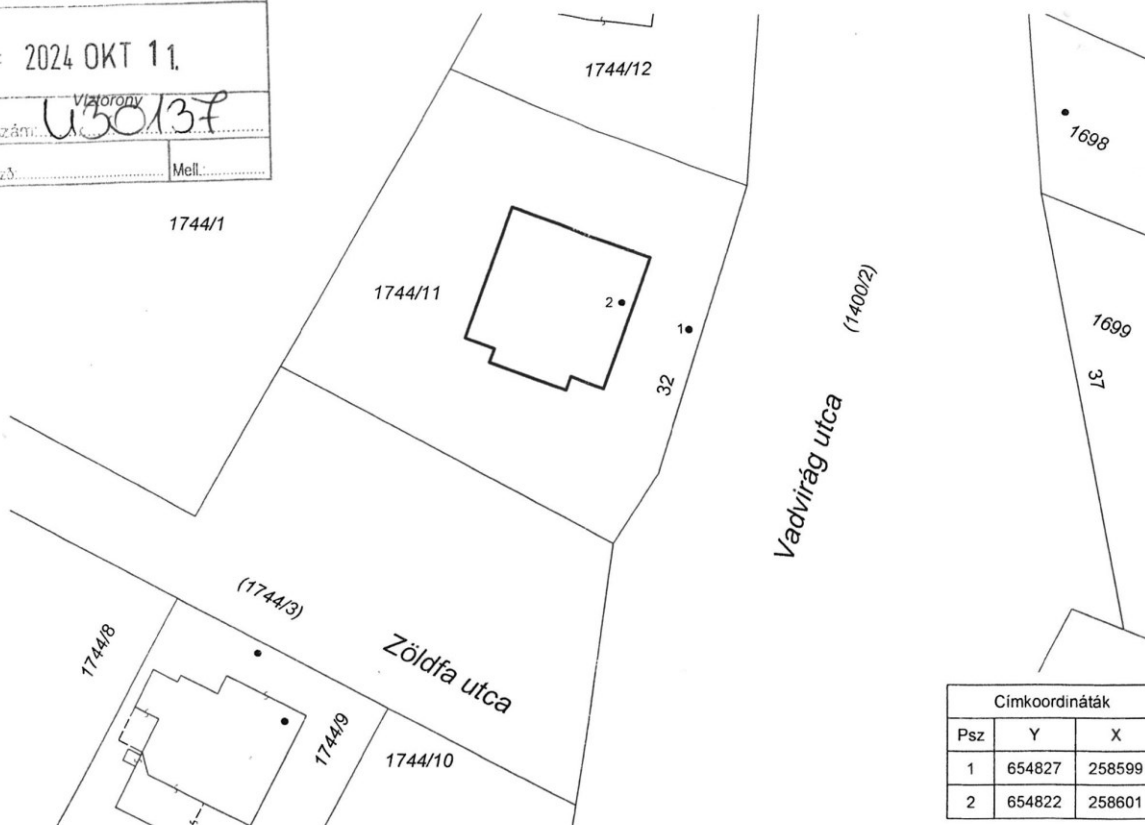 2024 OKT 11.
Víztorony
szám: U30137
Mell.:
1744/12
1698
1744/1
1744/11
2
1
(1400/2)
1699
32
37
Vadvirág utca
(1744/3)
1744/8
Zöldfa utca
1744/9
1744/10
Címkoordináták
Psz Y X
1 654827 258599
2 654822 258601